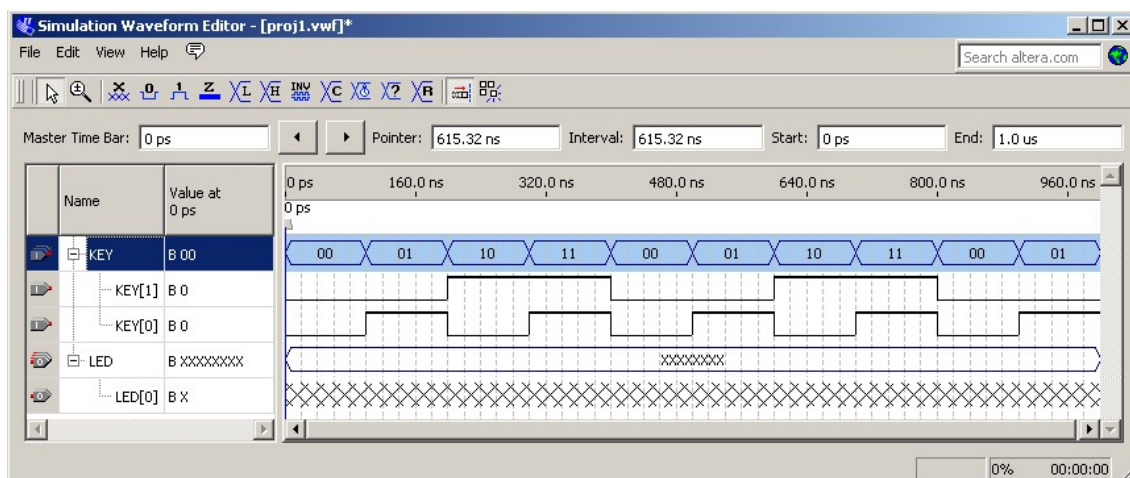 Simulation Waveform Editor - [proj1.vwf]*
File Edit View Help
Search altera.com
X 0 1 Z L H INV C ? R
Master Time Bar: 0 ps Pointer: 615.32 ns Interval: 615.32 ns Start: 0 ps End: 1.0 us
Name Value at 0 ps 0 ps 160.0 ns 320.0 ns 480.0 ns 640.0 ns 800.0 ns 960.0 ns
0 ps
KEY B 00 00 01 10 11 00 01 10 11 00 01
KEY[1] B 0
KEY[0] B 0
LED B XXXXXXXX XXXXXXXX
LED[0] B X
0% 00:00:00